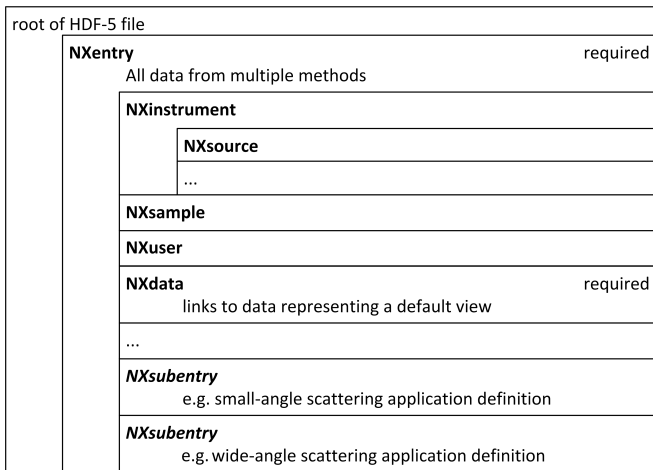 root of HDF-5 file
NXentry required
All data from multiple methods
NXinstrument
NXsource
...
NXsample
NXuser
NXdata required
links to data representing a default view
...
NXsubentry
e.g. small-angle scattering application definition
NXsubentry
e.g. wide-angle scattering application definition